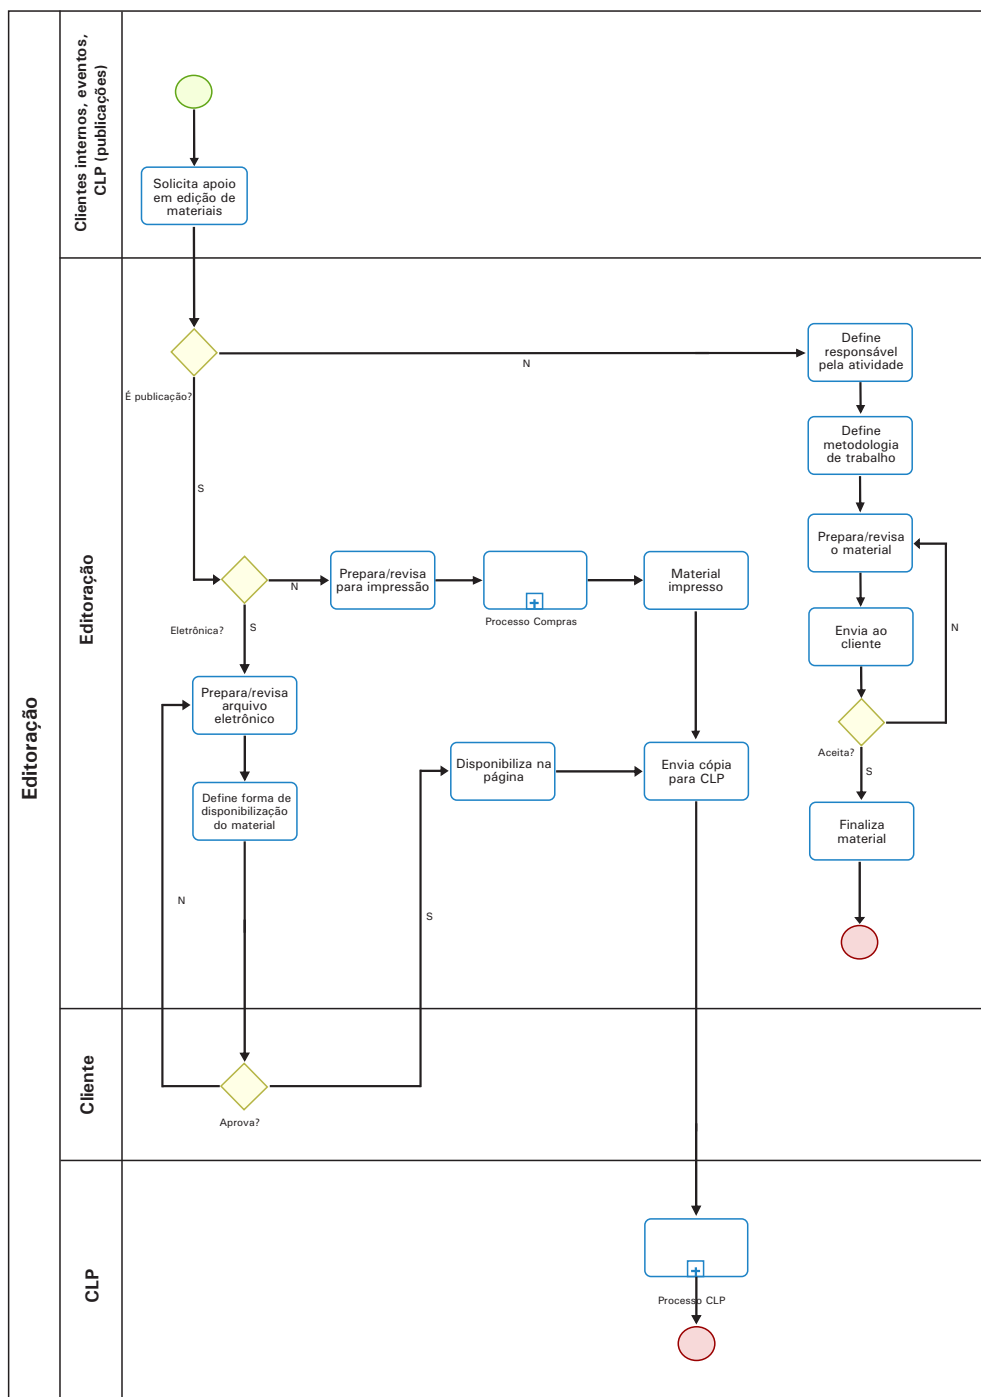 Editoração
Clientes internos, eventos,
CLP (publicações)
Solicita apoio
em edição de
materiais
Editoração
É publicação?
N
S
Define
responsável
pela atividade
Define
metodologia
de trabalho
Prepara/revisa
o material
Envia ao
cliente
N
Aceita?
S
Finaliza
material
Eletrônica?
N
S
Prepara/revisa
para impressão
Processo Compras
Material
impresso
Prepara/revisa
arquivo
eletrônico
Define forma de
disponibilização
do material
Disponibiliza na
página
Envia cópia
para CLP
N
S
Cliente
Aprova?
CLP
Processo CLP